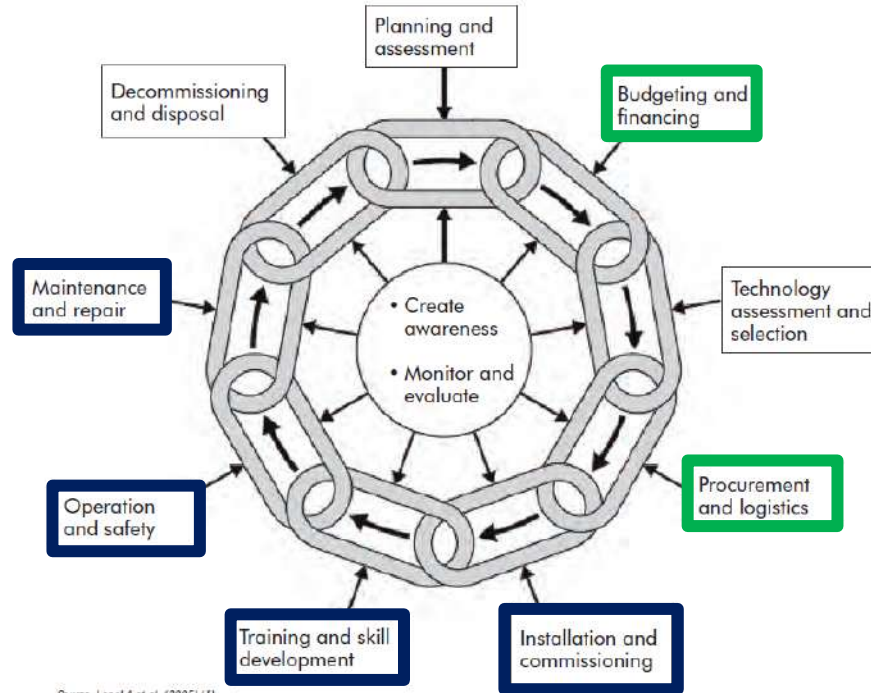 Planning and
assessment
Budgeting and
financing
Technology
assessment and
selection
Procurement
and logistics
Installation and
commissioning
Training and skill
development
Operation
and safety
Maintenance
and repair
Decommissioning
and disposal
• Create
awareness
• Monitor and
evaluate